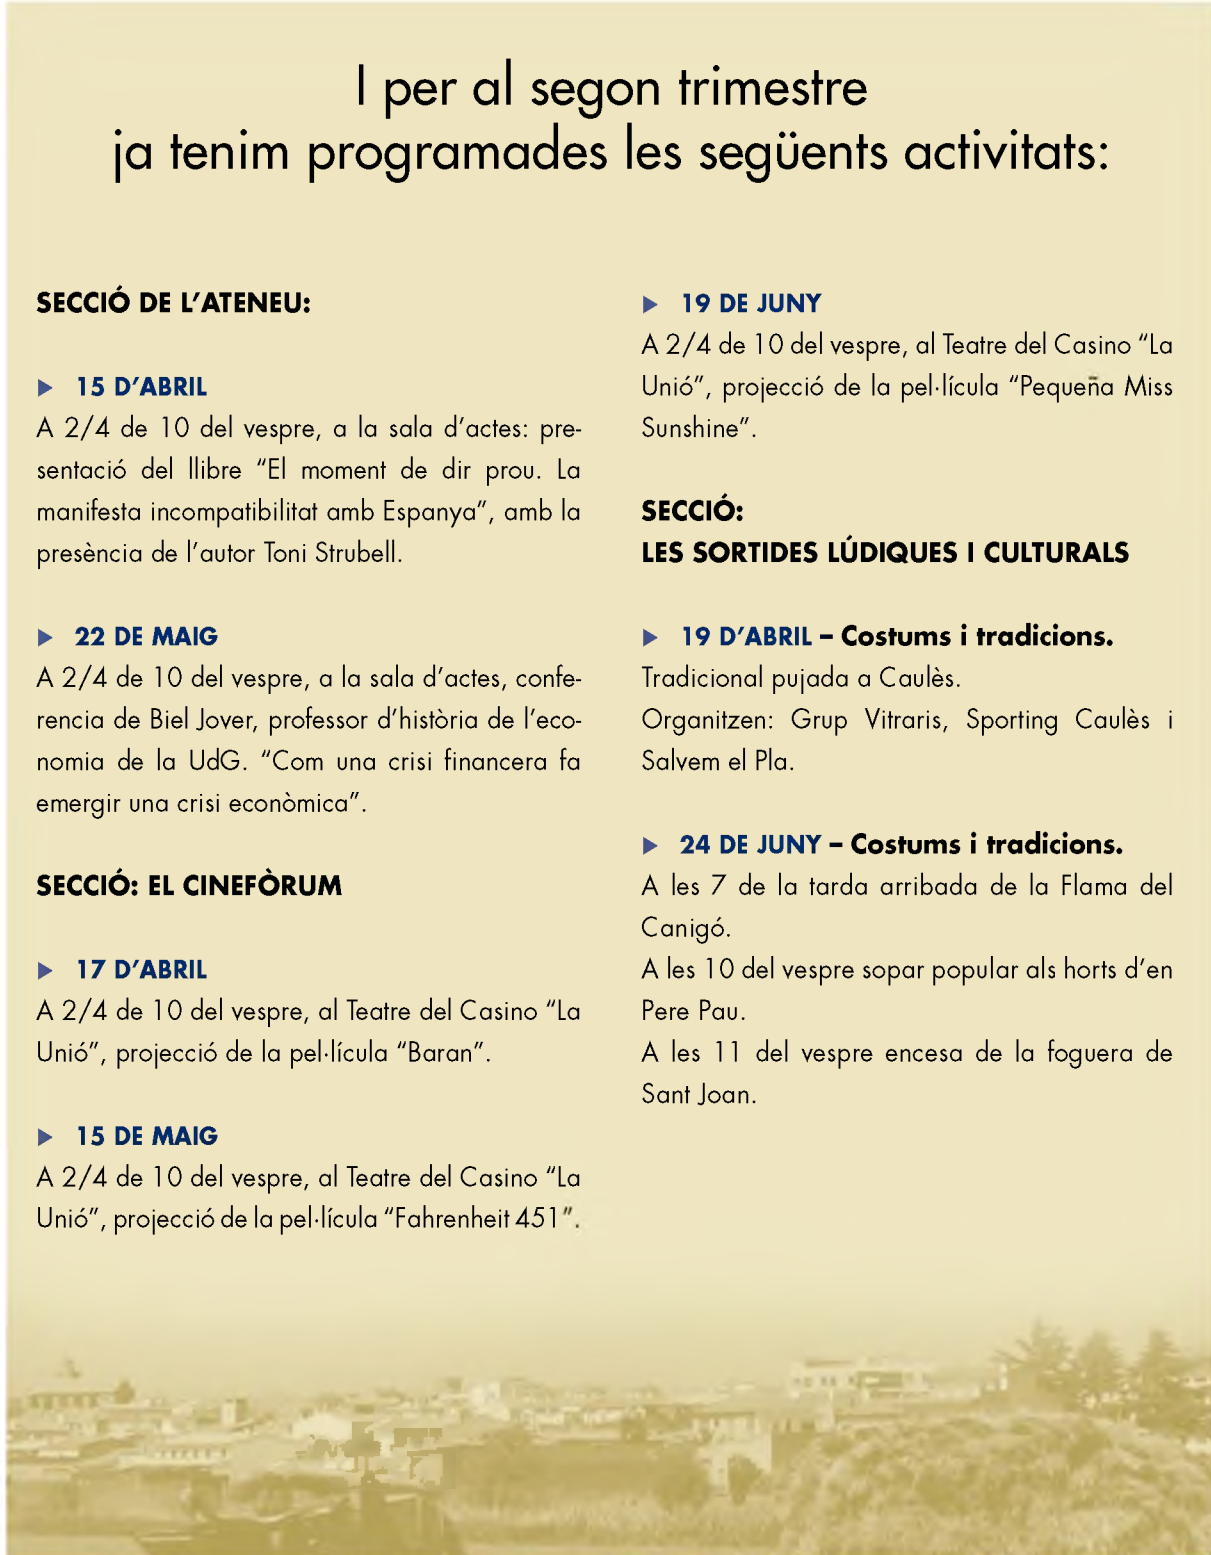 I per al segon trimestre
ja tenim programades les següents activitats:
SECCIÓ DE L'ATENEU:
▶ 15 D'ABRIL
A 2/4 de 10 del vespre, a la sala d'actes: pre-
sentació del llibre "El moment de dir prou. La
manifesta incompatibilitat amb Espanya", amb la
presència de l'autor Toni Strubell.
▶ 22 DE MAIG
A 2/4 de 10 del vespre, a la sala d'actes, confe-
rencia de Biel Jover, professor d'història de l'eco-
nomia de la UdG. "Com una crisi financera fa
emergir una crisi econòmica".
SECCIÓ: EL CINEFÒRUM
▶ 17 D'ABRIL
A 2/4 de 10 del vespre, al Teatre del Casino "La
Unió", projecció de la pel·lícula "Baran".
▶ 15 DE MAIG
A 2/4 de 10 del vespre, al Teatre del Casino "La
Unió", projecció de la pel·lícula "Fahrenheit 451".
▶ 19 DE JUNY
A 2/4 de 10 del vespre, al Teatre del Casino "La
Unió", projecció de la pel·lícula "Pequeña Miss
Sunshine".
SECCIÓ:
LES SORTIDES LÚDIQUES I CULTURALS
▶ 19 D'ABRIL – Costums i tradicions.
Tradicional pujada a Caulès.
Organitzen: Grup Vitraris, Sporting Caulès i
Salvem el Pla.
▶ 24 DE JUNY – Costums i tradicions.
A les 7 de la tarda arribada de la Flama del
Canigó.
A les 10 del vespre sopar popular als horts d'en
Pere Pau.
A les 11 del vespre encesa de la foguera de
Sant Joan.